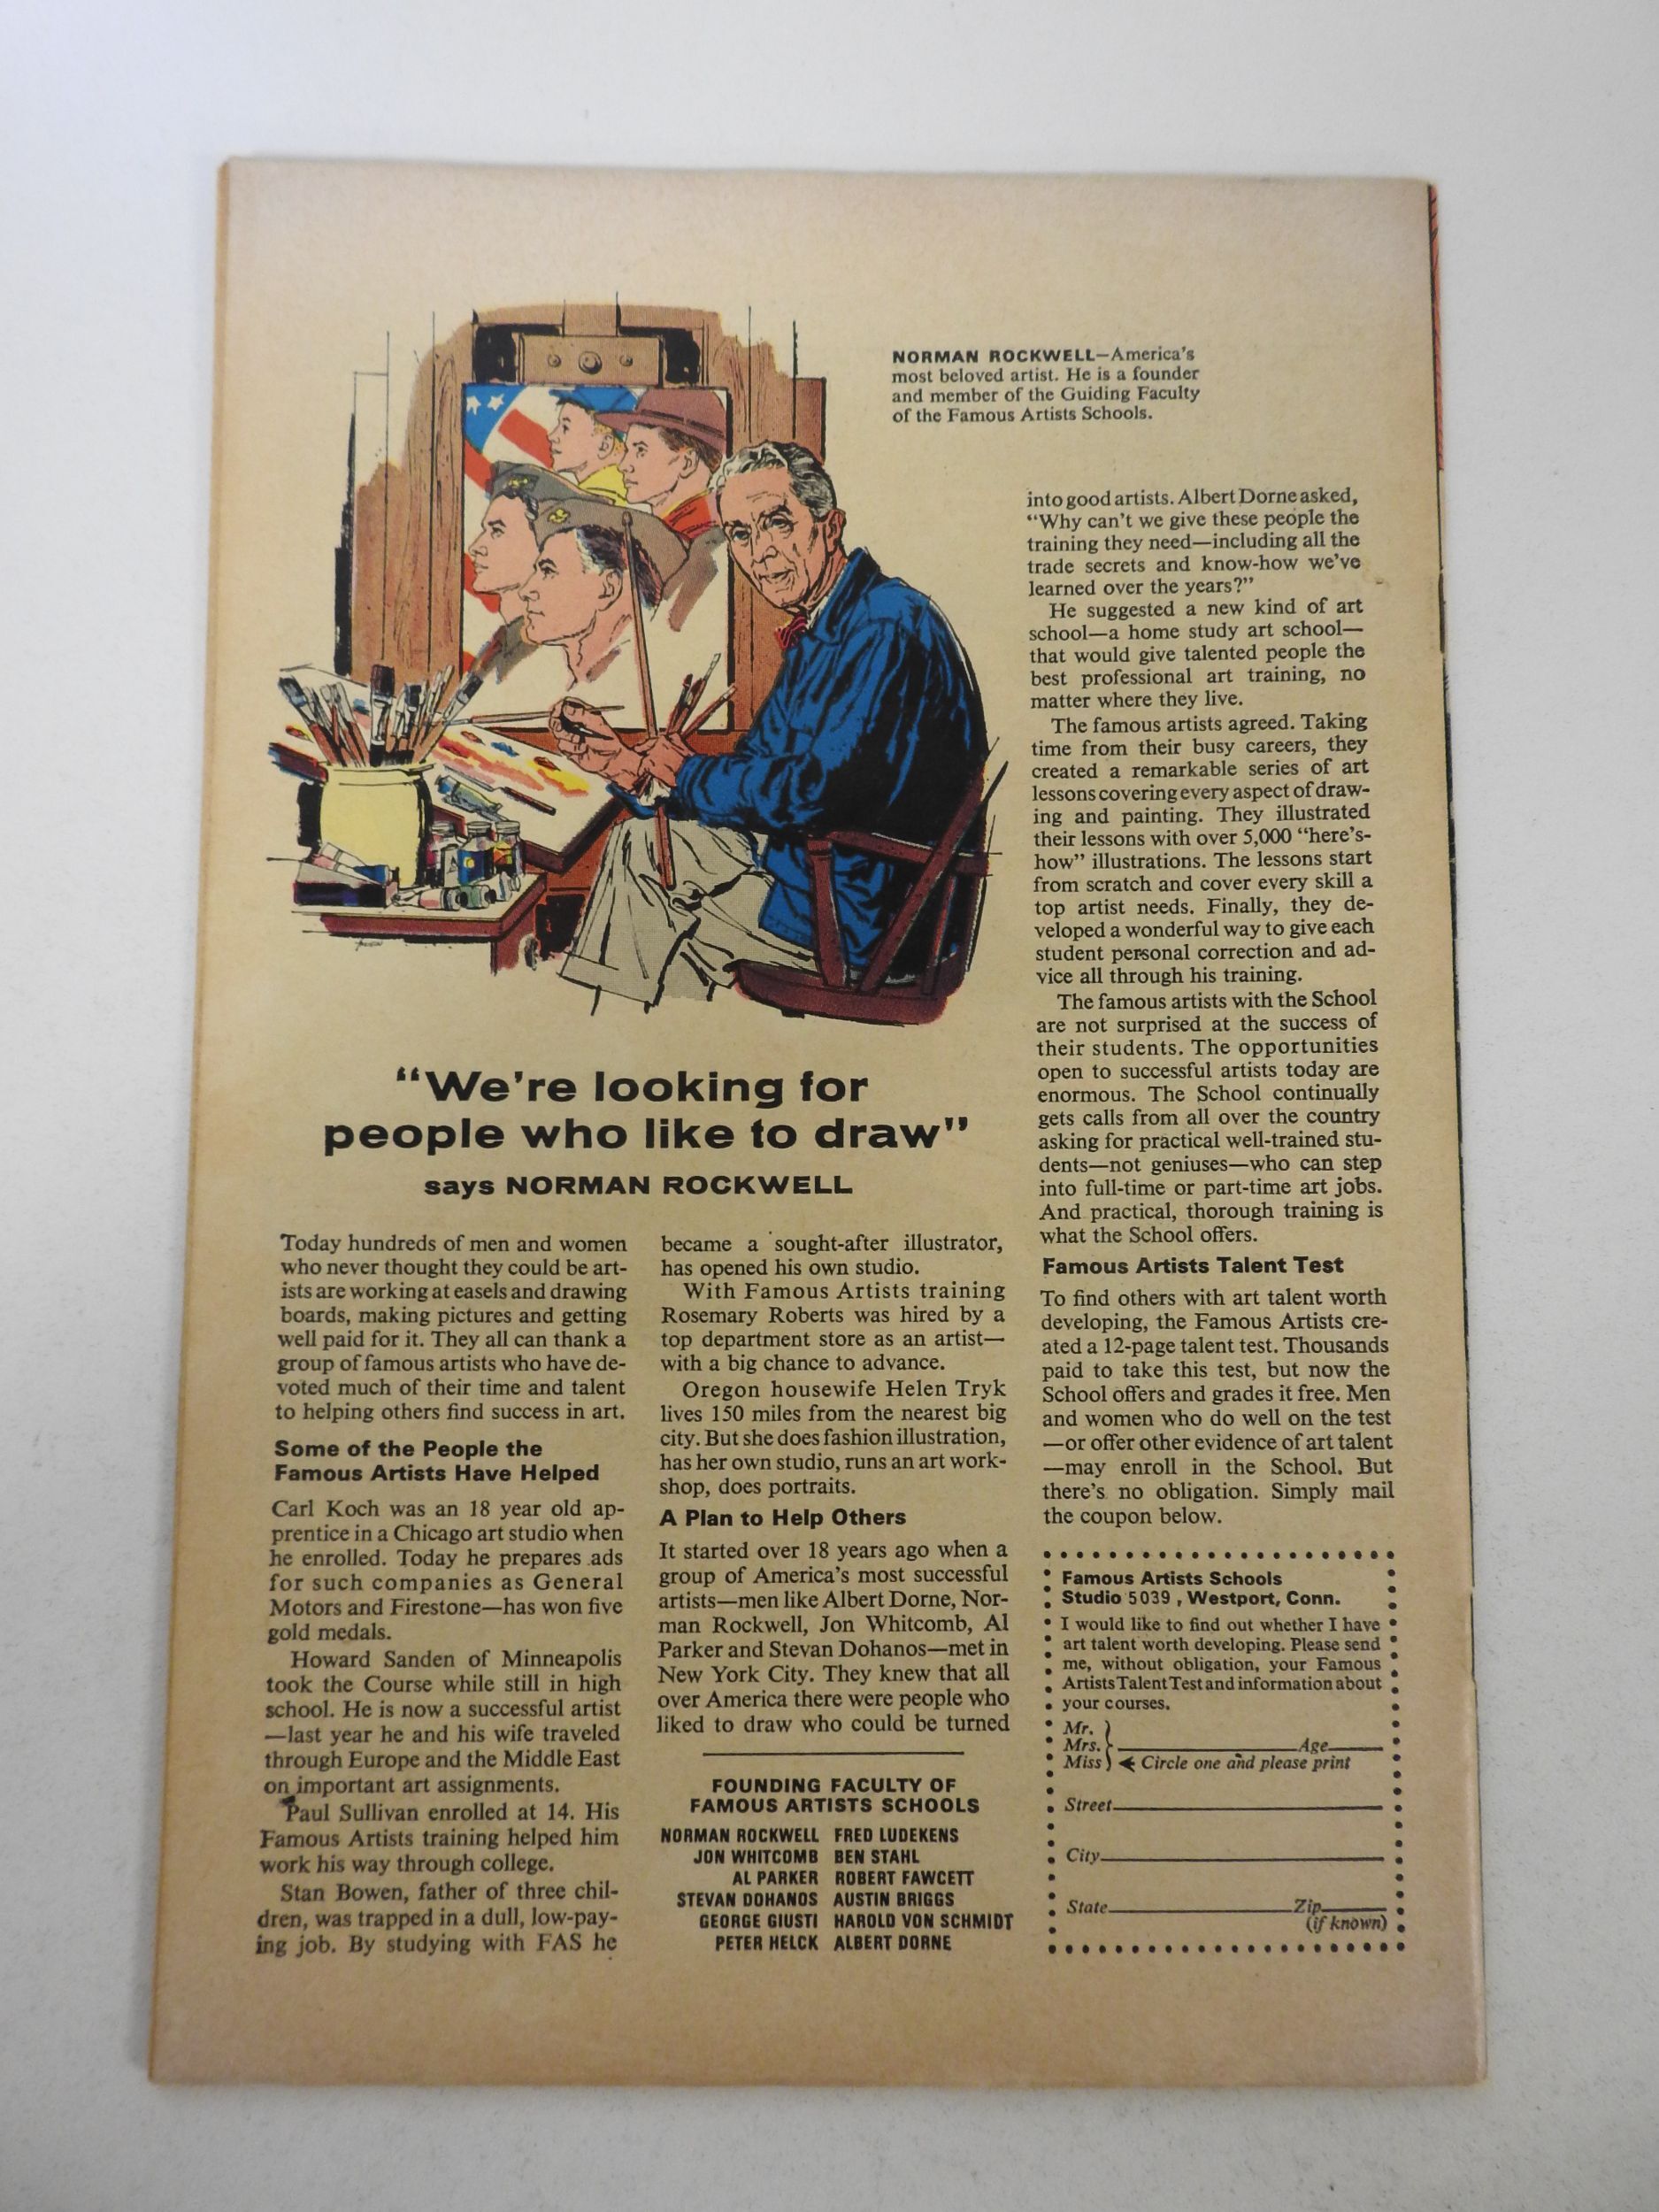 NORMAN ROCKWELL—America's
most beloved artist. He is a founder
and member of the Guiding Faculty
of the Famous Artists Schools.
"We're looking for
people who like to draw"
says NORMAN ROCKWELL
Today hundreds of men and women
who never thought they could be art-
ists are working at easels and drawing
boards, making pictures and getting
well paid for it. They all can thank a
group of famous artists who have de-
voted much of their time and talent
to helping others find success in art.
Some of the People the
Famous Artists Have Helped
Carl Koch was an 18 year old ap-
prentice in a Chicago art studio when
he enrolled. Today he prepares ads
for such companies as General
Motors and Firestone—has won five
gold medals.
Howard Sanden of Minneapolis
took the Course while still in high
school. He is now a successful artist
—last year he and his wife traveled
through Europe and the Middle East
on important art assignments.
Paul Sullivan enrolled at 14. His
Famous Artists training helped him
work his way through college.
Stan Bowen, father of three chil-
dren, was trapped in a dull, low-pay-
ing job. By studying with FAS he
became a sought-after illustrator,
has opened his own studio.
With Famous Artists training
Rosemary Roberts was hired by a
top department store as an artist—
with a big chance to advance.
Oregon housewife Helen Tryk
lives 150 miles from the nearest big
city. But she does fashion illustration,
has her own studio, runs an art work-
shop, does portraits.
A Plan to Help Others
It started over 18 years ago when a
group of America's most successful
artists—men like Albert Dorne, Nor-
man Rockwell, Jon Whitcomb, Al
Parker and Stevan Dohanos—met in
New York City. They knew that all
over America there were people who
liked to draw who could be turned
FOUNDING FACULTY OF
FAMOUS ARTISTS SCHOOLS
NORMAN ROCKWELL FRED LUDEKENS
JON WHITCOMB BEN STAHL
AL PARKER ROBERT FAWCETT
STEVAN DOHANOS AUSTIN BRIGGS
GEORGE GIUSTI HAROLD VON SCHMIDT
PETER HELCK ALBERT DORNE
into good artists. Albert Dorne asked,
"Why can't we give these people the
training they need—including all the
trade secrets and know-how we've
learned over the years?"
He suggested a new kind of art
school—a home study art school—
that would give talented people the
best professional art training, no
matter where they live.
The famous artists agreed. Taking
time from their busy careers, they
created a remarkable series of art
lessons covering every aspect of draw-
ing and painting. They illustrated
their lessons with over 5,000 "here's-
how" illustrations. The lessons start
from scratch and cover every skill a
top artist needs. Finally, they de-
veloped a wonderful way to give each
student personal correction and ad-
vice all through his training.
The famous artists with the School
are not surprised at the success of
their students. The opportunities
open to successful artists today are
enormous. The School continually
gets calls from all over the country
asking for practical well-trained stu-
dents—not geniuses—who can step
into full-time or part-time art jobs.
And practical, thorough training is
what the School offers.
Famous Artists Talent Test
To find others with art talent worth
developing, the Famous Artists cre-
ated a 12-page talent test. Thousands
paid to take this test, but now the
School offers and grades it free. Men
and women who do well on the test
—or offer other evidence of art talent
—may enroll in the School. But
there's no obligation. Simply mail
the coupon below.
Famous Artists Schools
Studio 5039, Westport, Conn.
I would like to find out whether I have
art talent worth developing. Please send
me, without obligation, your Famous
Artists Talent Test and information about
your courses.
Mr.
Mrs. Age
Miss Circle one and please print
Street
City
State Zip
(if known)